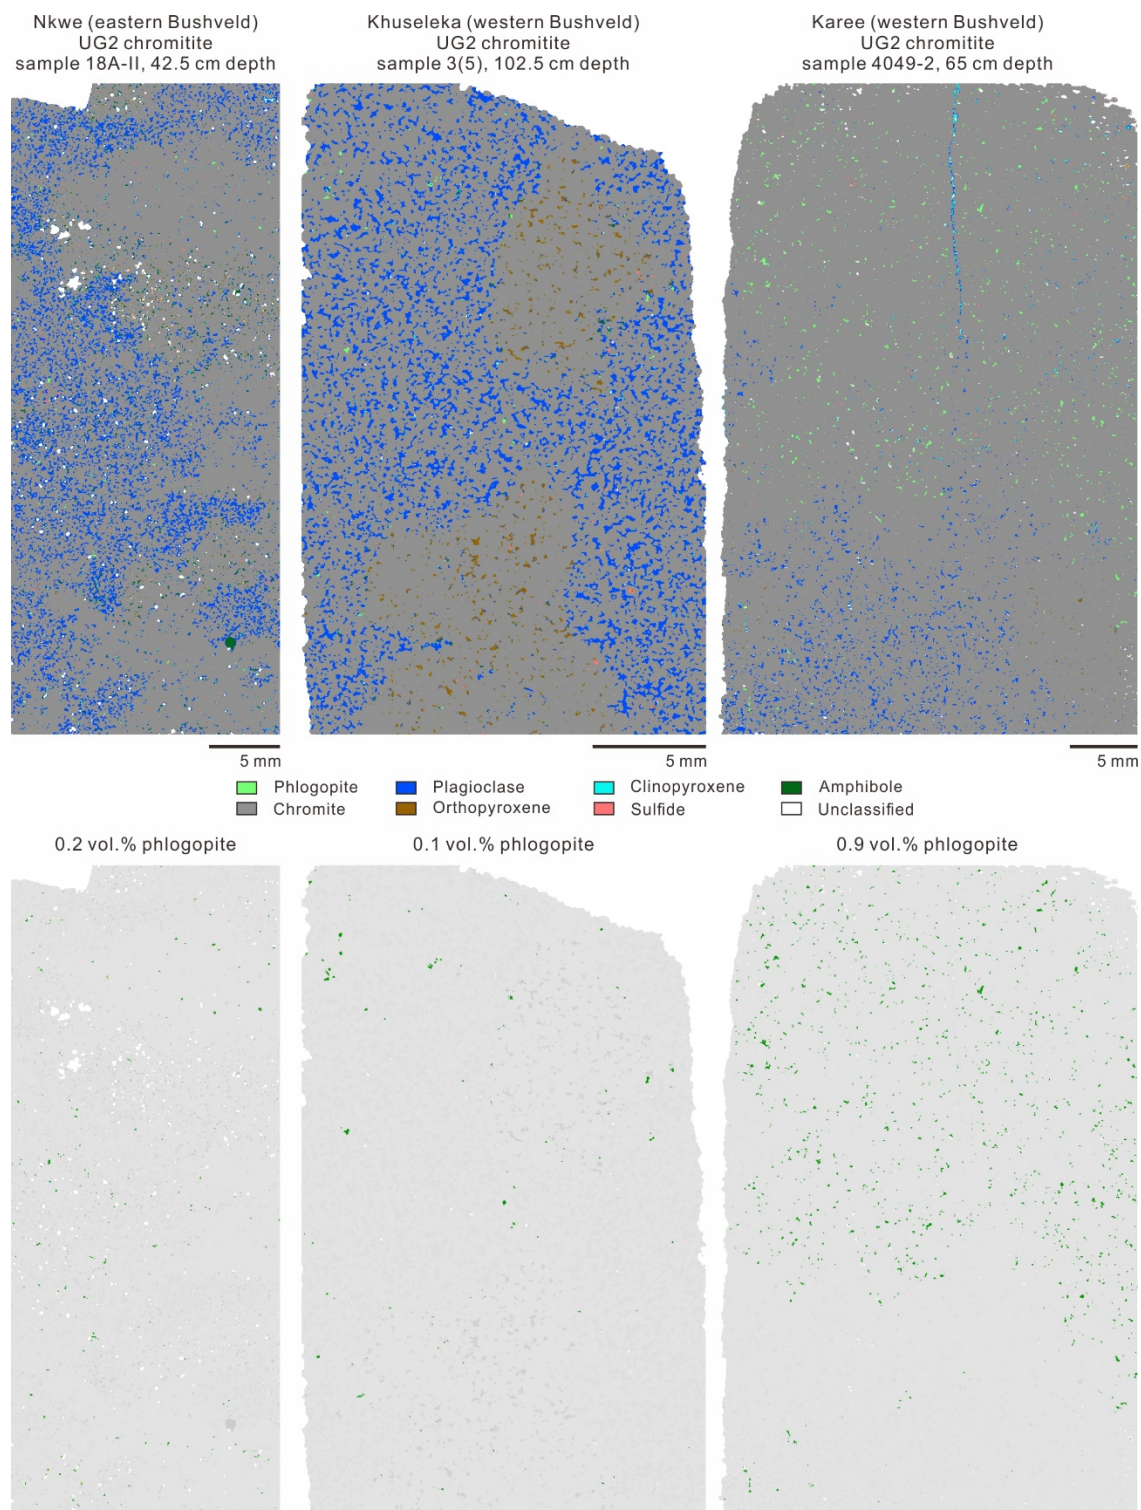 Nkwe (eastern Bushveld)
UG2 chromitite
sample 18A-II, 42.5 cm depth
Khuseleka (western Bushveld)
UG2 chromitite
sample 3(5), 102.5 cm depth
Karee (western Bushveld)
UG2 chromitite
sample 4049-2, 65 cm depth
5 mm
5 mm
5 mm
Phlogopite
Plagioclase
Clinopyroxene
Amphibole
Chromite
Orthopyroxene
Sulfide
Unclassified
0.2 vol.% phlogopite
0.1 vol.% phlogopite
0.9 vol.% phlogopite